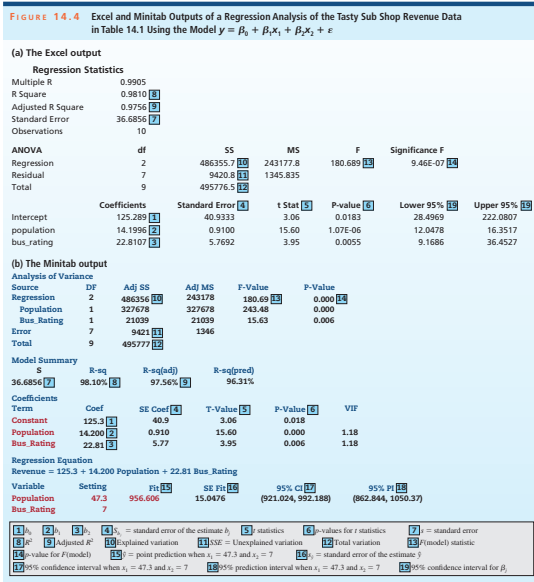 FIGURE 14.4 Excel and Minitab Outputs of a Regression Analysis of the Tasty Sub Shop Revenue Data
in Table 14.1 Using the Model y = β₀ + β₁x₁ + β₂x₂ + ε
(a) The Excel output
Regression Statistics
Multiple R 0.9905
R Square 0.9810 8
Adjusted R Square 0.9756 9
Standard Error 36.6856 7
Observations 10
ANOVA df SS MS F Significance F
Regression 2 486355.7 10 243177.8 180.689 13 9.46E-07 14
Residual 7 9420.8 11 1345.835
Total 9 495776.5 12
Coefficients Standard Error 4 t Stat 5 P-value 6 Lower 95% 19 Upper 95% 19
Intercept 125.289 1 40.9333 3.06 0.0183 28.4969 222.0807
population 14.1996 2 0.9100 15.60 1.07E-06 12.0478 16.3517
bus_rating 22.8107 3 5.7692 3.95 0.0055 9.1686 36.4527
(b) The Minitab output
Analysis of Variance
Source DF Adj SS AdJ MS F-Value P-Value
Regression 2 486356 10 243178 180.69 13 0.000 14
Population 1 327678 327678 243.48 0.000
Bus_Rating 1 21039 21039 15.63 0.006
Error 7 9421 11 1346
Total 9 495777 12
Model Summary
S R-sq R-sq(adj) R-sq(pred)
36.6856 7 98.10% 8 97.56% 9 96.31%
Coefficients
Term Coef SE Coef 4 T-Value 5 P-Value 6 VIF
Constant 125.3 1 40.9 3.06 0.018
Population 14.200 2 0.910 15.60 0.000 1.18
Bus_Rating 22.81 3 5.77 3.95 0.006 1.18
Regression Equation
Revenue = 125.3 + 14.200 Population + 22.81 Bus_Rating
Variable Setting Fit 15 SE Fit 16 95% CI 17 95% PI 18
Population 47.3 956.606 15.0476 (921.024, 992.188) (862.844, 1050.37)
Bus_Rating 7
1 b₀ 2 b₁ 3 b₂ 4 s_bⱼ = standard error of the estimate bⱼ 5 t statistics 6 p-values for t statistics 7 s = standard error
8 R² 9 Adjusted R² 10 Explained variation 11 SSE = Unexplained variation 12 Total variation 13 F(model) statistic
14 p-value for F(model) 15 ŷ = point prediction when x₁ = 47.3 and x₂ = 7 16 s_ŷ = standard error of the estimate ŷ
17 95% confidence interval when x₁ = 47.3 and x₂ = 7 18 95% prediction interval when x₁ = 47.3 and x₂ = 7 19 95% confidence interval for βⱼ